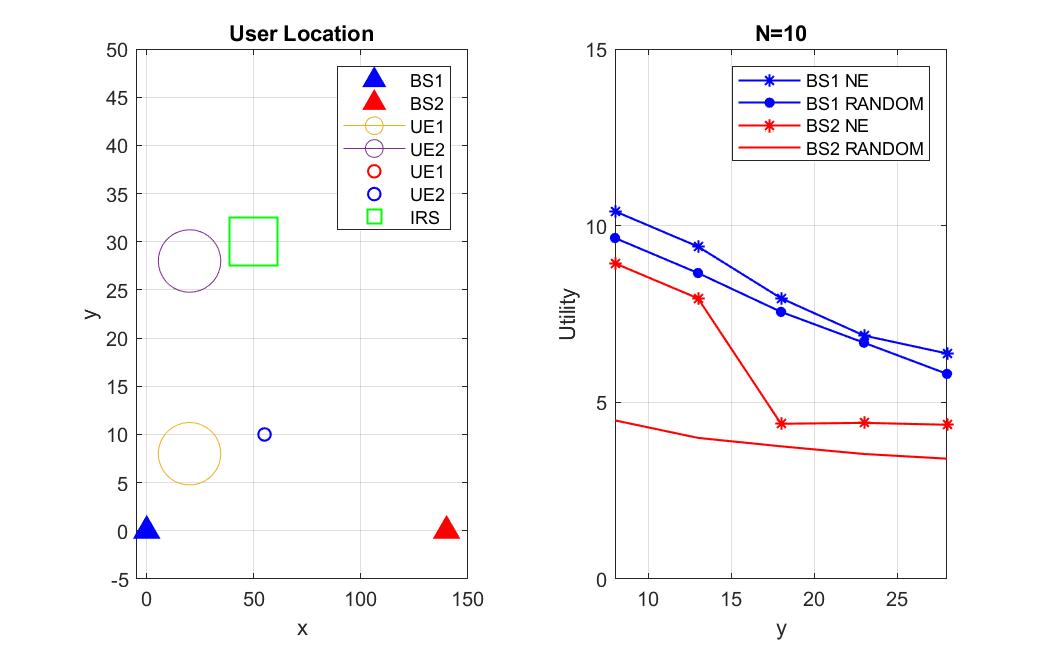 User Location
50
45
40
35
30
25
20
15
10
5
0
-5
y
0
50
100
150
x
BS1
BS2
UE1
UE2
UE1
UE2
IRS
N=10
15
10
5
0
Utility
10
15
20
25
y
BS1 NE
BS1 RANDOM
BS2 NE
BS2 RANDOM